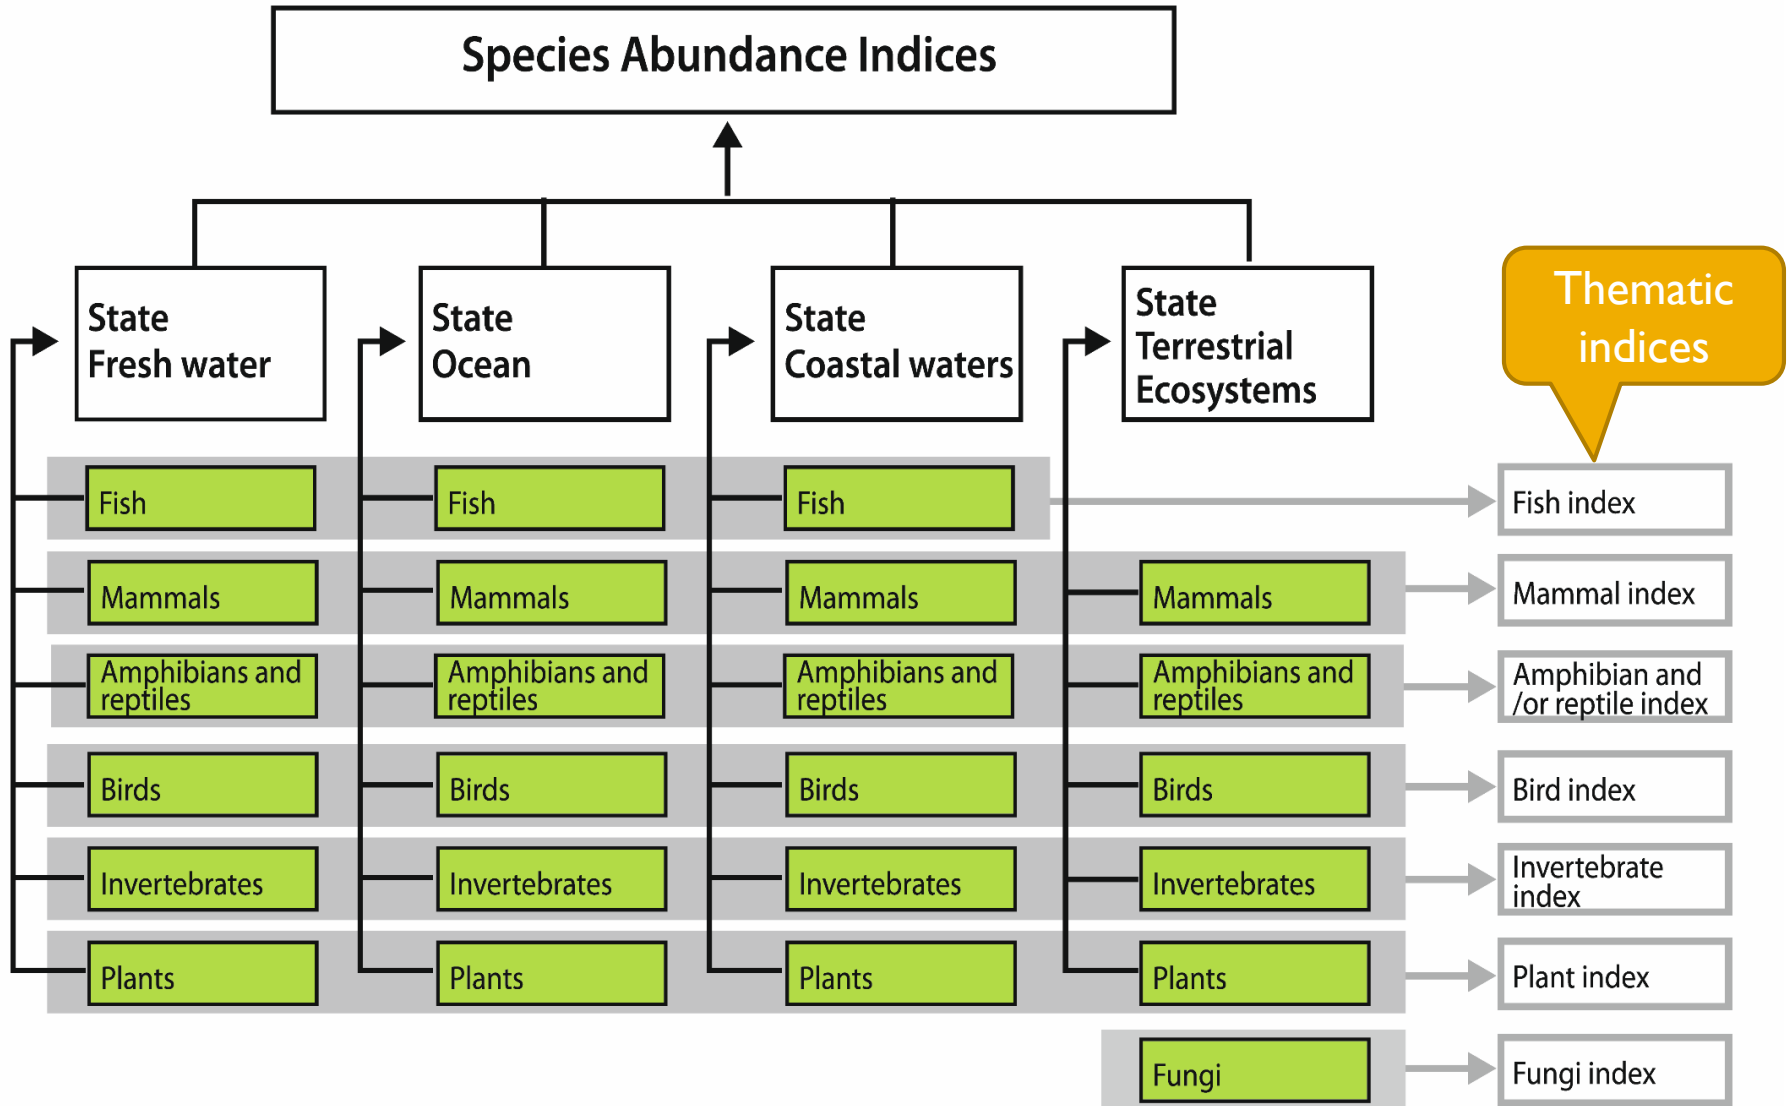 Species Abundance Indices
State
Fresh water
State
Ocean
State
Coastal waters
State
Terrestrial
Ecosystems
Thematic
indices
Fish
Fish
Fish
Fish index
Mammals
Mammals
Mammals
Mammals
Mammal index
Amphibians and
reptiles
Amphibians and
reptiles
Amphibians and
reptiles
Amphibians and
reptiles
Amphibian and
/or reptile index
Birds
Birds
Birds
Birds
Bird index
Invertebrates
Invertebrates
Invertebrates
Invertebrates
Invertebrate
index
Plants
Plants
Plants
Plants
Plant index
Fungi
Fungi index